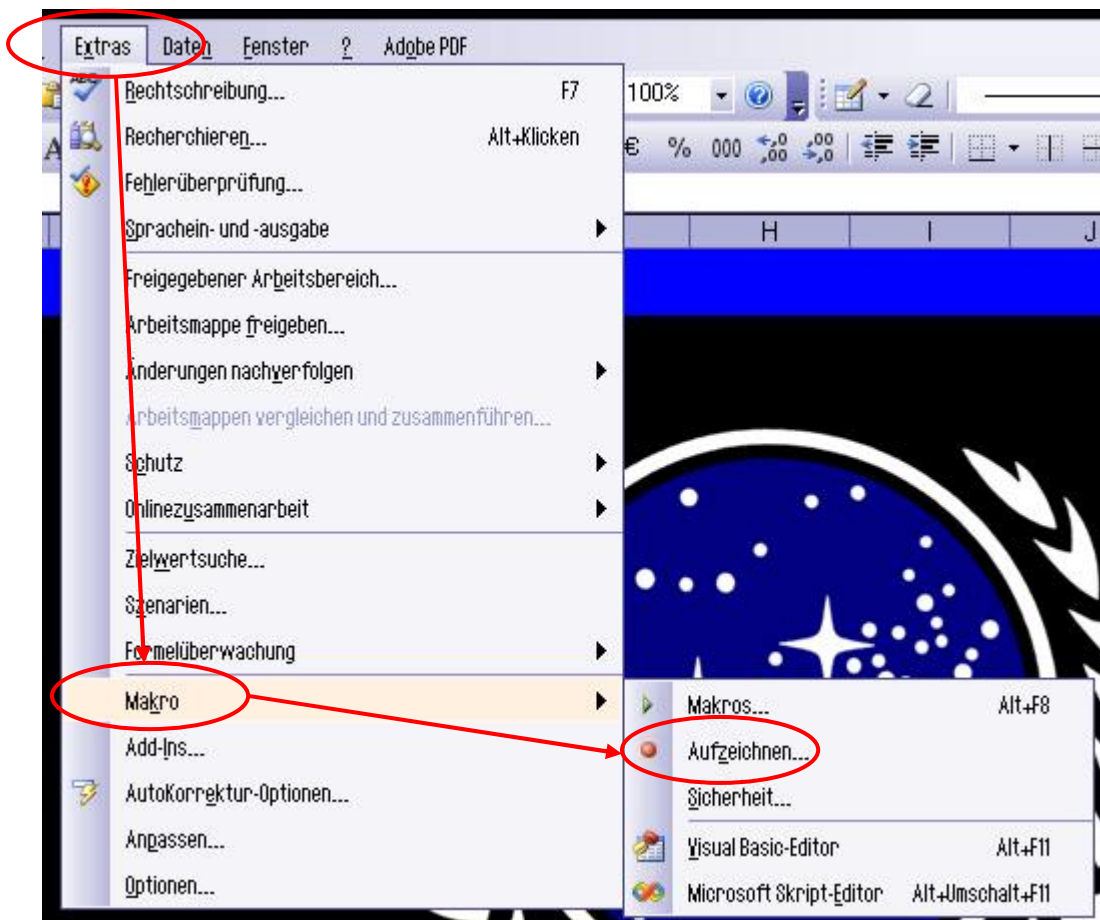 Extras Daten Fenster ? Adobe PDF
Rechtschreibung... F7
100%
Recherchieren... Alt+Klicken
€ % 000
Fehlerüberprüfung...
Sprachein- und -ausgabe
H I J
Freigegebener Arbeitsbereich...
Arbeitsmappe freigeben...
Änderungen nachverfolgen
Arbeitsmappen vergleichen und zusammenführen...
Schutz
Onlinezusammenarbeit
Zielwertsuche...
Szenarien...
Formelüberwachung
Makro
Makros... Alt+F8
Add-Ins...
Aufzeichnen...
AutoKorrektur-Optionen...
Sicherheit...
Anpassen...
Visual Basic-Editor Alt+F11
Optionen...
Microsoft Skript-Editor Alt+Umschalt+F11